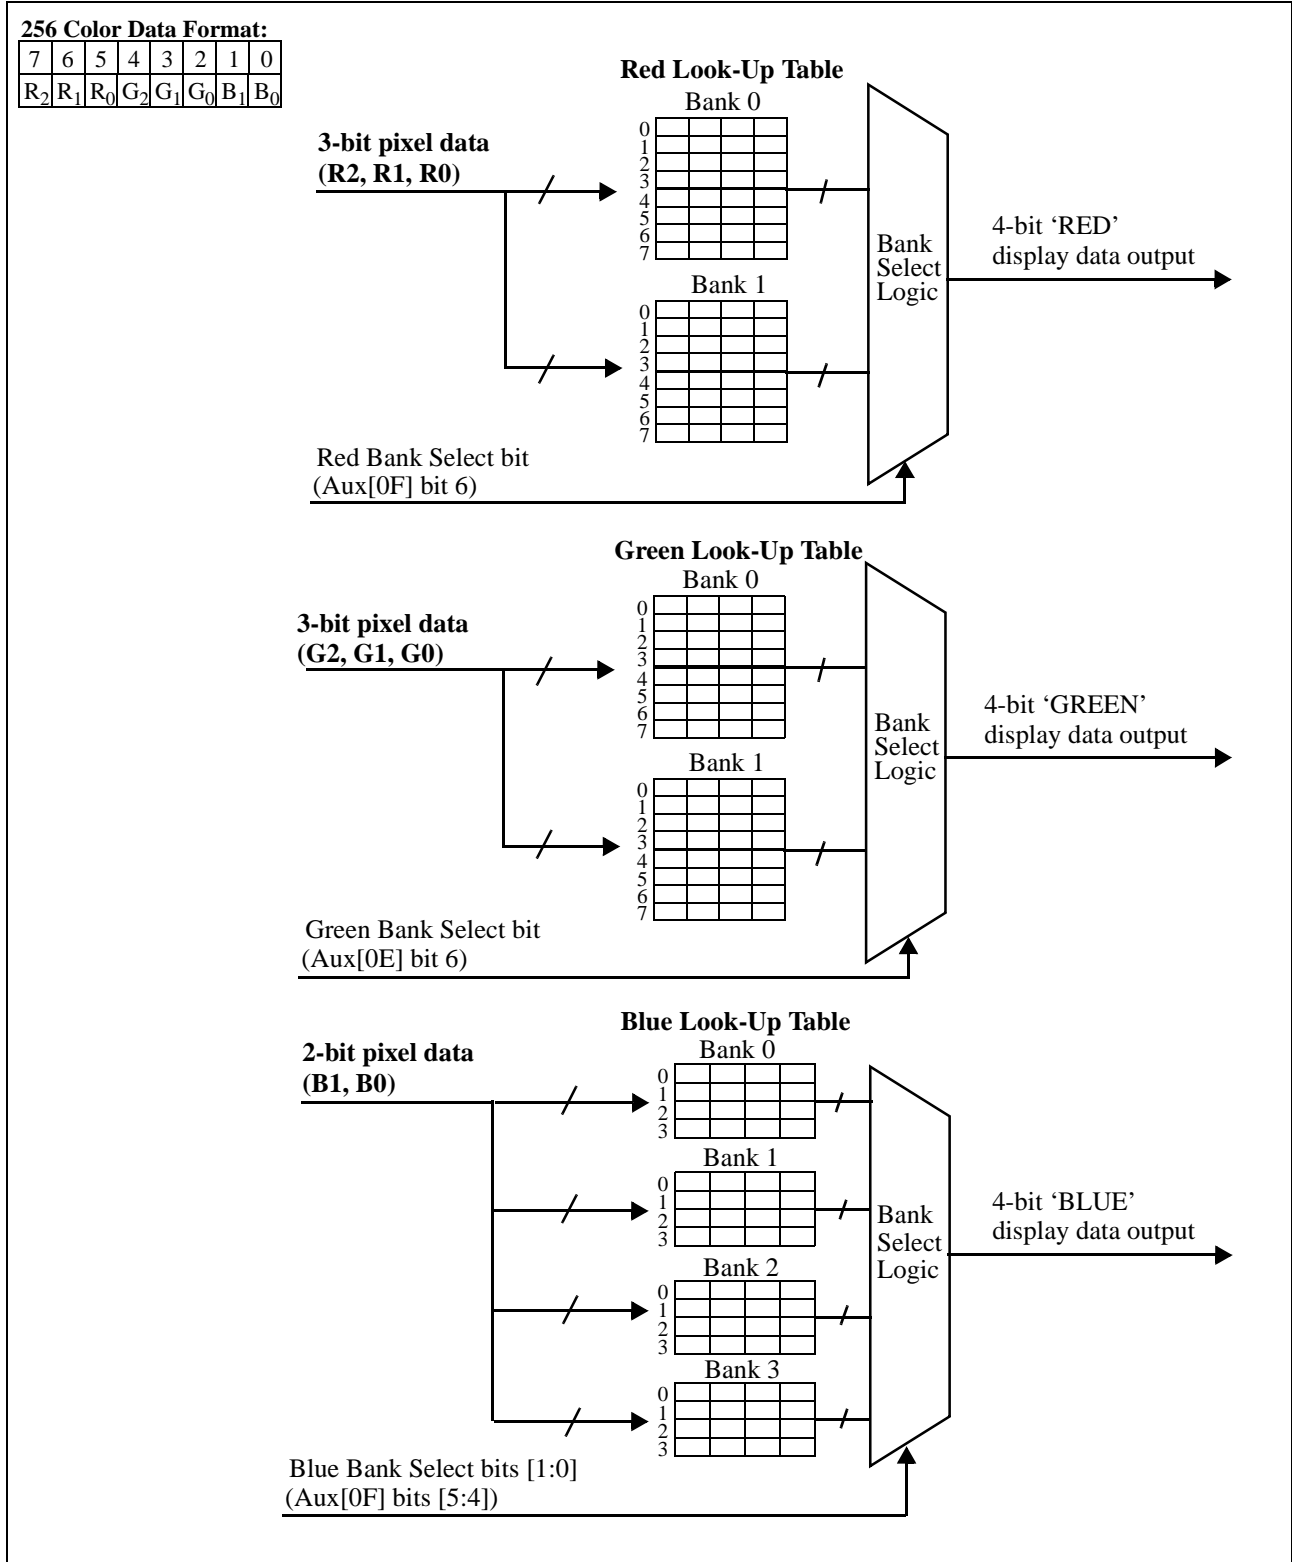 256 Color Data Format:
7 6 5 4 3 2 1 0
R2 R1 R0 G2 G1 G0 B1 B0
Red Look-Up Table
Bank 0
3-bit pixel data
(R2, R1, R0)
0
1
2
3
4
5
6
7
Bank 1
0
1
2
3
4
5
6
7
Bank
Select
Logic
4-bit ‘RED’
display data output
Red Bank Select bit
(Aux[0F] bit 6)
Green Look-Up Table
Bank 0
3-bit pixel data
(G2, G1, G0)
0
1
2
3
4
5
6
7
Bank 1
0
1
2
3
4
5
6
7
Bank
Select
Logic
4-bit ‘GREEN’
display data output
Green Bank Select bit
(Aux[0E] bit 6)
Blue Look-Up Table
Bank 0
2-bit pixel data
(B1, B0)
0
1
2
3
Bank 1
0
1
2
3
Bank 2
0
1
2
3
Bank 3
0
1
2
3
Bank
Select
Logic
4-bit ‘BLUE’
display data output
Blue Bank Select bits [1:0]
(Aux[0F] bits [5:4])